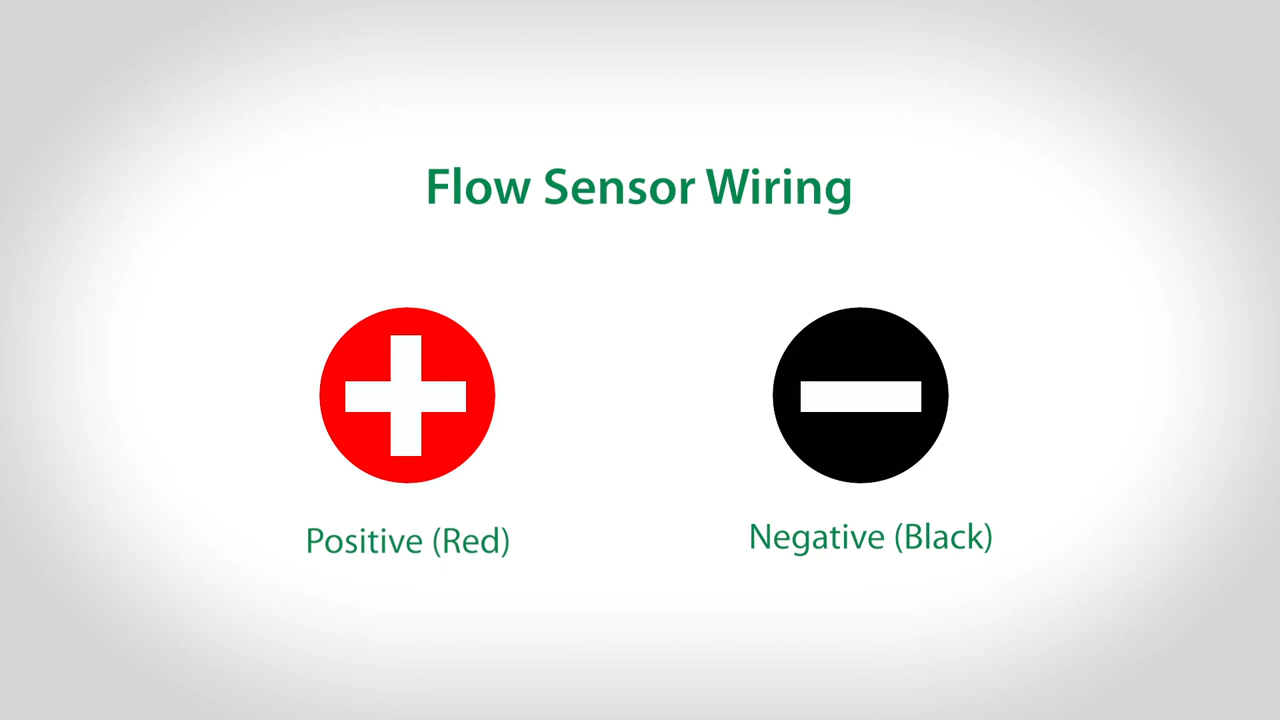 Flow Sensor Wiring
Positive (Red)
Negative (Black)